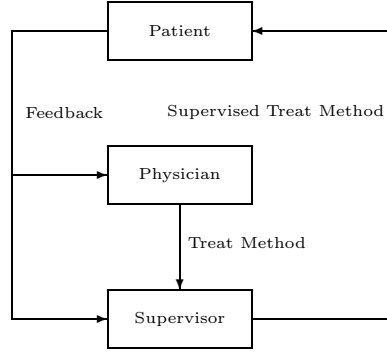 Patient
Feedback
Supervised Treat Method
Physician
Treat Method
Supervisor